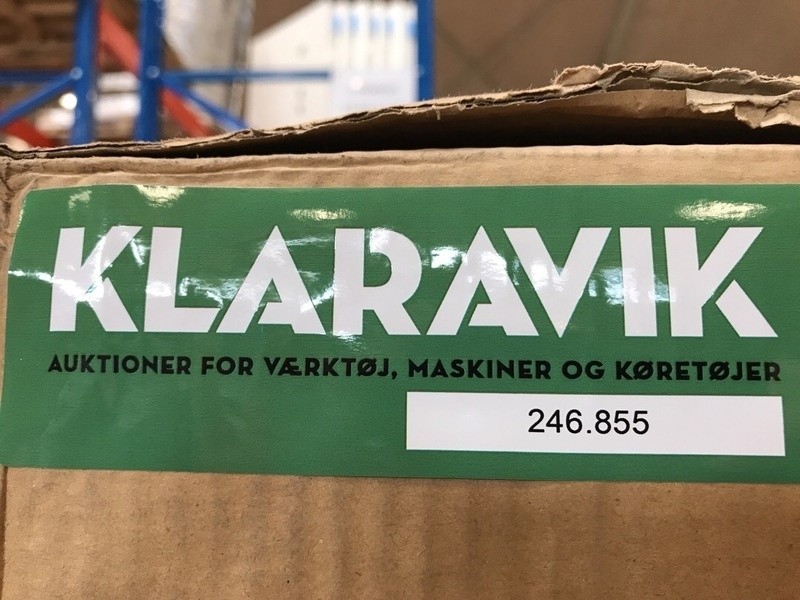 KLARAVIK
AUKTIONER FOR VÆRKTØJ, MASKINER OG KØRETØJER
246.855